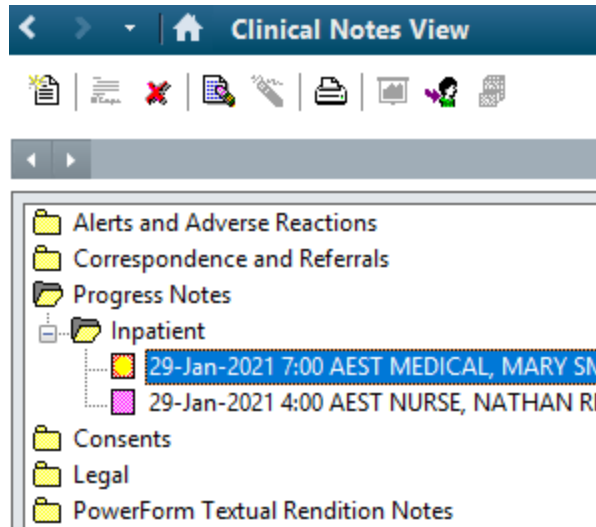 Clinical Notes View
Alerts and Adverse Reactions
Correspondence and Referrals
Progress Notes
Inpatient
29-Jan-2021 7:00 AEST MEDICAL, MARY
29-Jan-2021 4:00 AEST NURSE, NATHAN
Consents
Legal
PowerForm Textual Rendition Notes